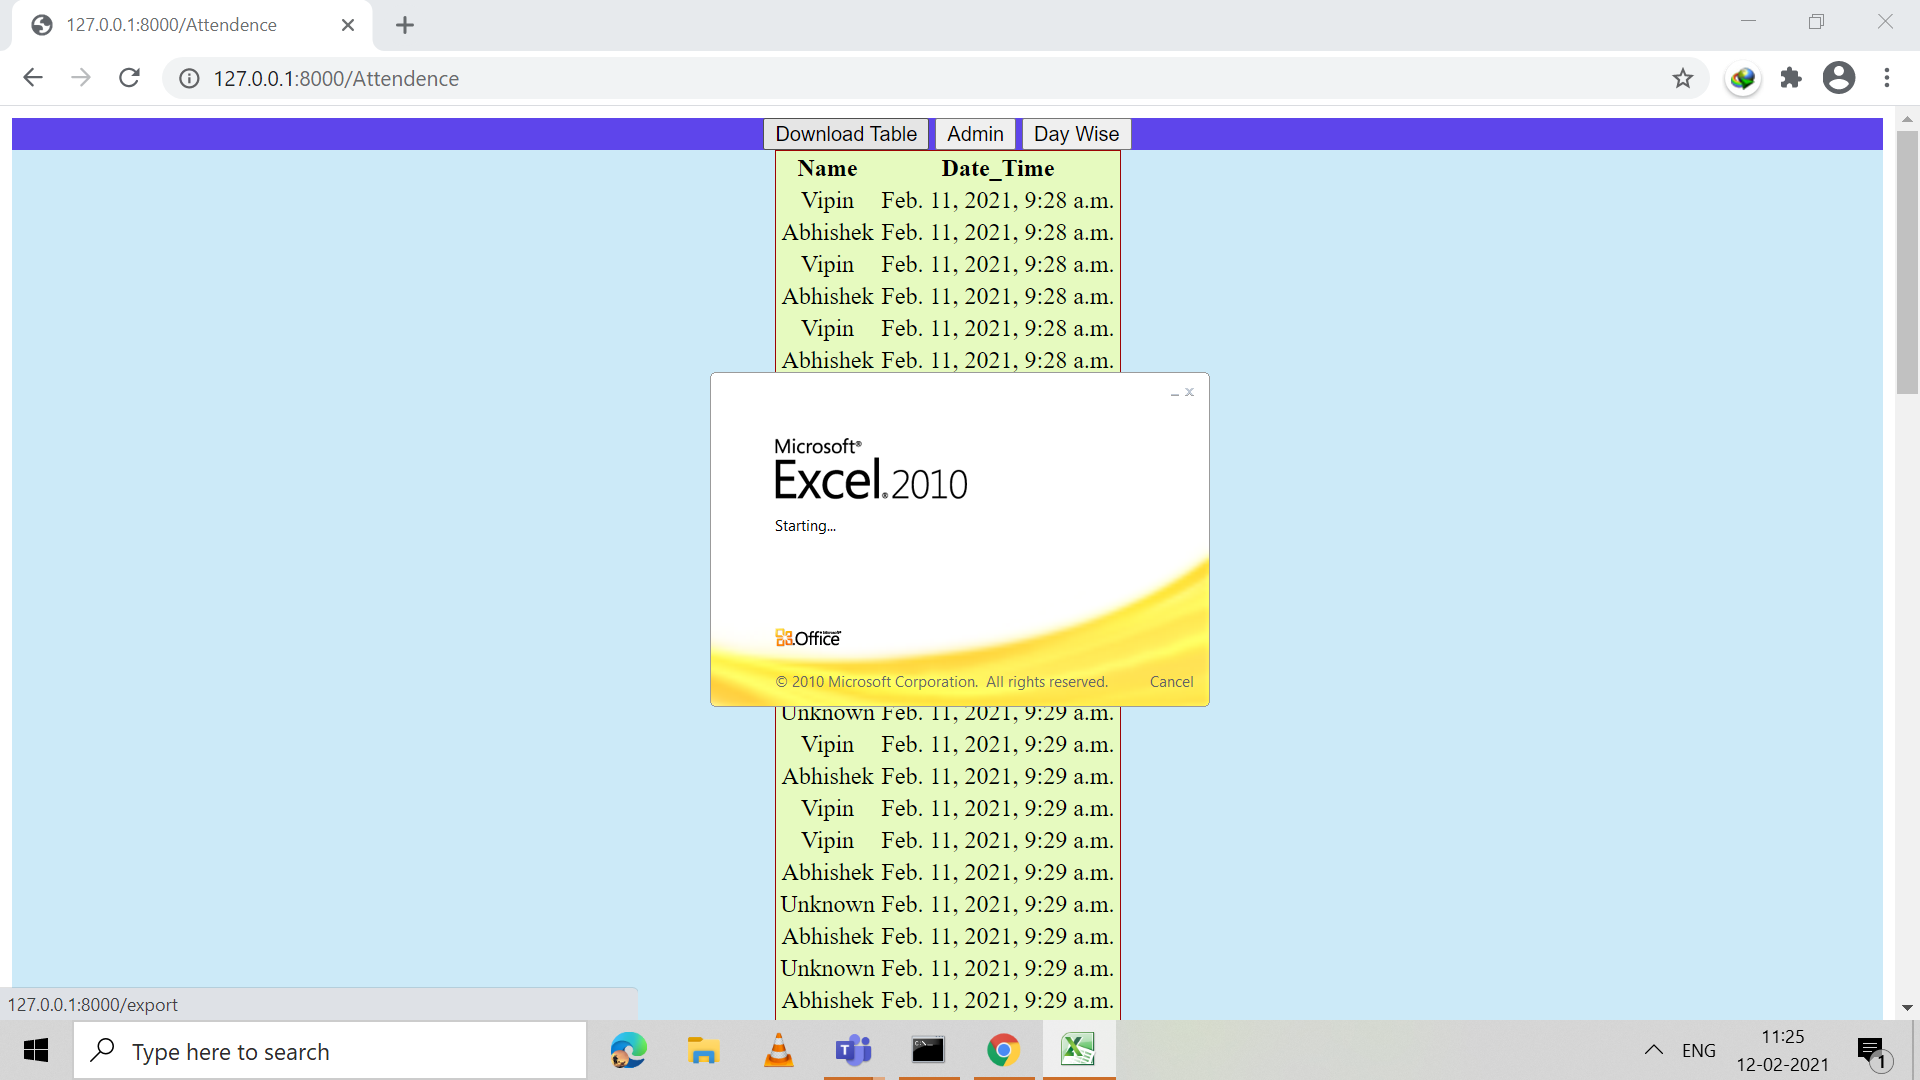 127.0.0.1:8000/Attendence
127.0.0.1:8000/Attendence
Download Table Admin Day Wise
Name Date_Time
Vipin Feb. 11, 2021, 9:28 a.m.
Abhishek Feb. 11, 2021, 9:28 a.m.
Vipin Feb. 11, 2021, 9:28 a.m.
Abhishek Feb. 11, 2021, 9:28 a.m.
Vipin Feb. 11, 2021, 9:28 a.m.
Abhishek Feb. 11, 2021, 9:28 a.m.
Microsoft®
Excel® 2010
Starting...
Microsoft®
Office
© 2010 Microsoft Corporation. All rights reserved. Cancel
Unknown Feb. 11, 2021, 9:29 a.m.
Vipin Feb. 11, 2021, 9:29 a.m.
Abhishek Feb. 11, 2021, 9:29 a.m.
Vipin Feb. 11, 2021, 9:29 a.m.
Vipin Feb. 11, 2021, 9:29 a.m.
Abhishek Feb. 11, 2021, 9:29 a.m.
Unknown Feb. 11, 2021, 9:29 a.m.
Abhishek Feb. 11, 2021, 9:29 a.m.
Unknown Feb. 11, 2021, 9:29 a.m.
Abhishek Feb. 11, 2021, 9:29 a.m.
127.0.0.1:8000/export
Type here to search
ENG
11:25
12-02-2021
1